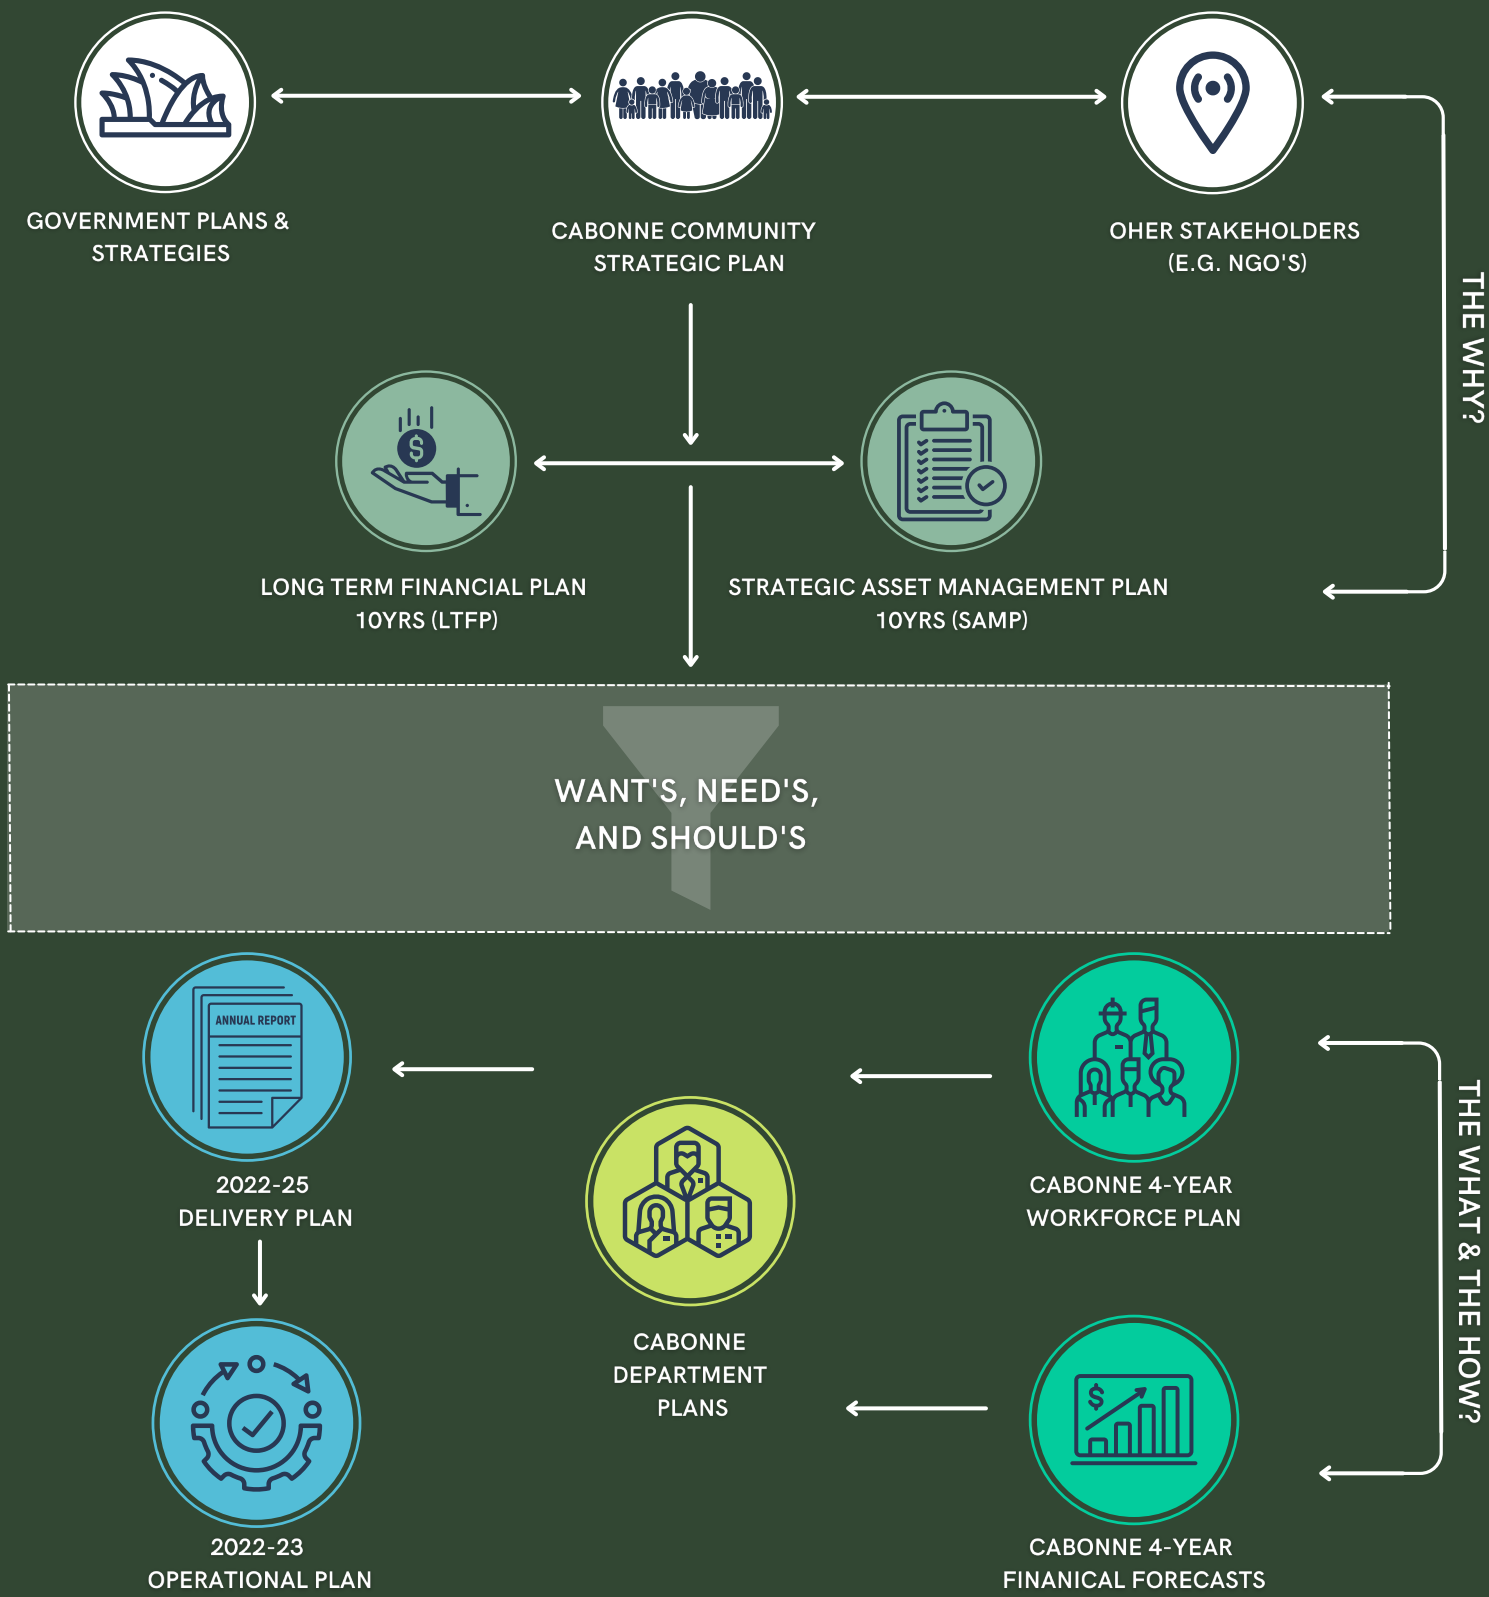 GOVERNMENT PLANS &
STRATEGIES
CABONNE COMMUNITY
STRATEGIC PLAN
OHER STAKEHOLDERS
(E.G. NGO'S)
THE WHY?
$
LONG TERM FINANCIAL PLAN
10YRS (LTFP)
STRATEGIC ASSET MANAGEMENT PLAN
10YRS (SAMP)
WANT'S, NEED'S,
AND SHOULD'S
ANNUAL REPORT
2022-25
DELIVERY PLAN
CABONNE 4-YEAR
WORKFORCE PLAN
THE WHAT & THE HOW?
CABONNE
DEPARTMENT
PLANS
2022-23
OPERATIONAL PLAN
$
CABONNE 4-YEAR
FINANICAL FORECASTS